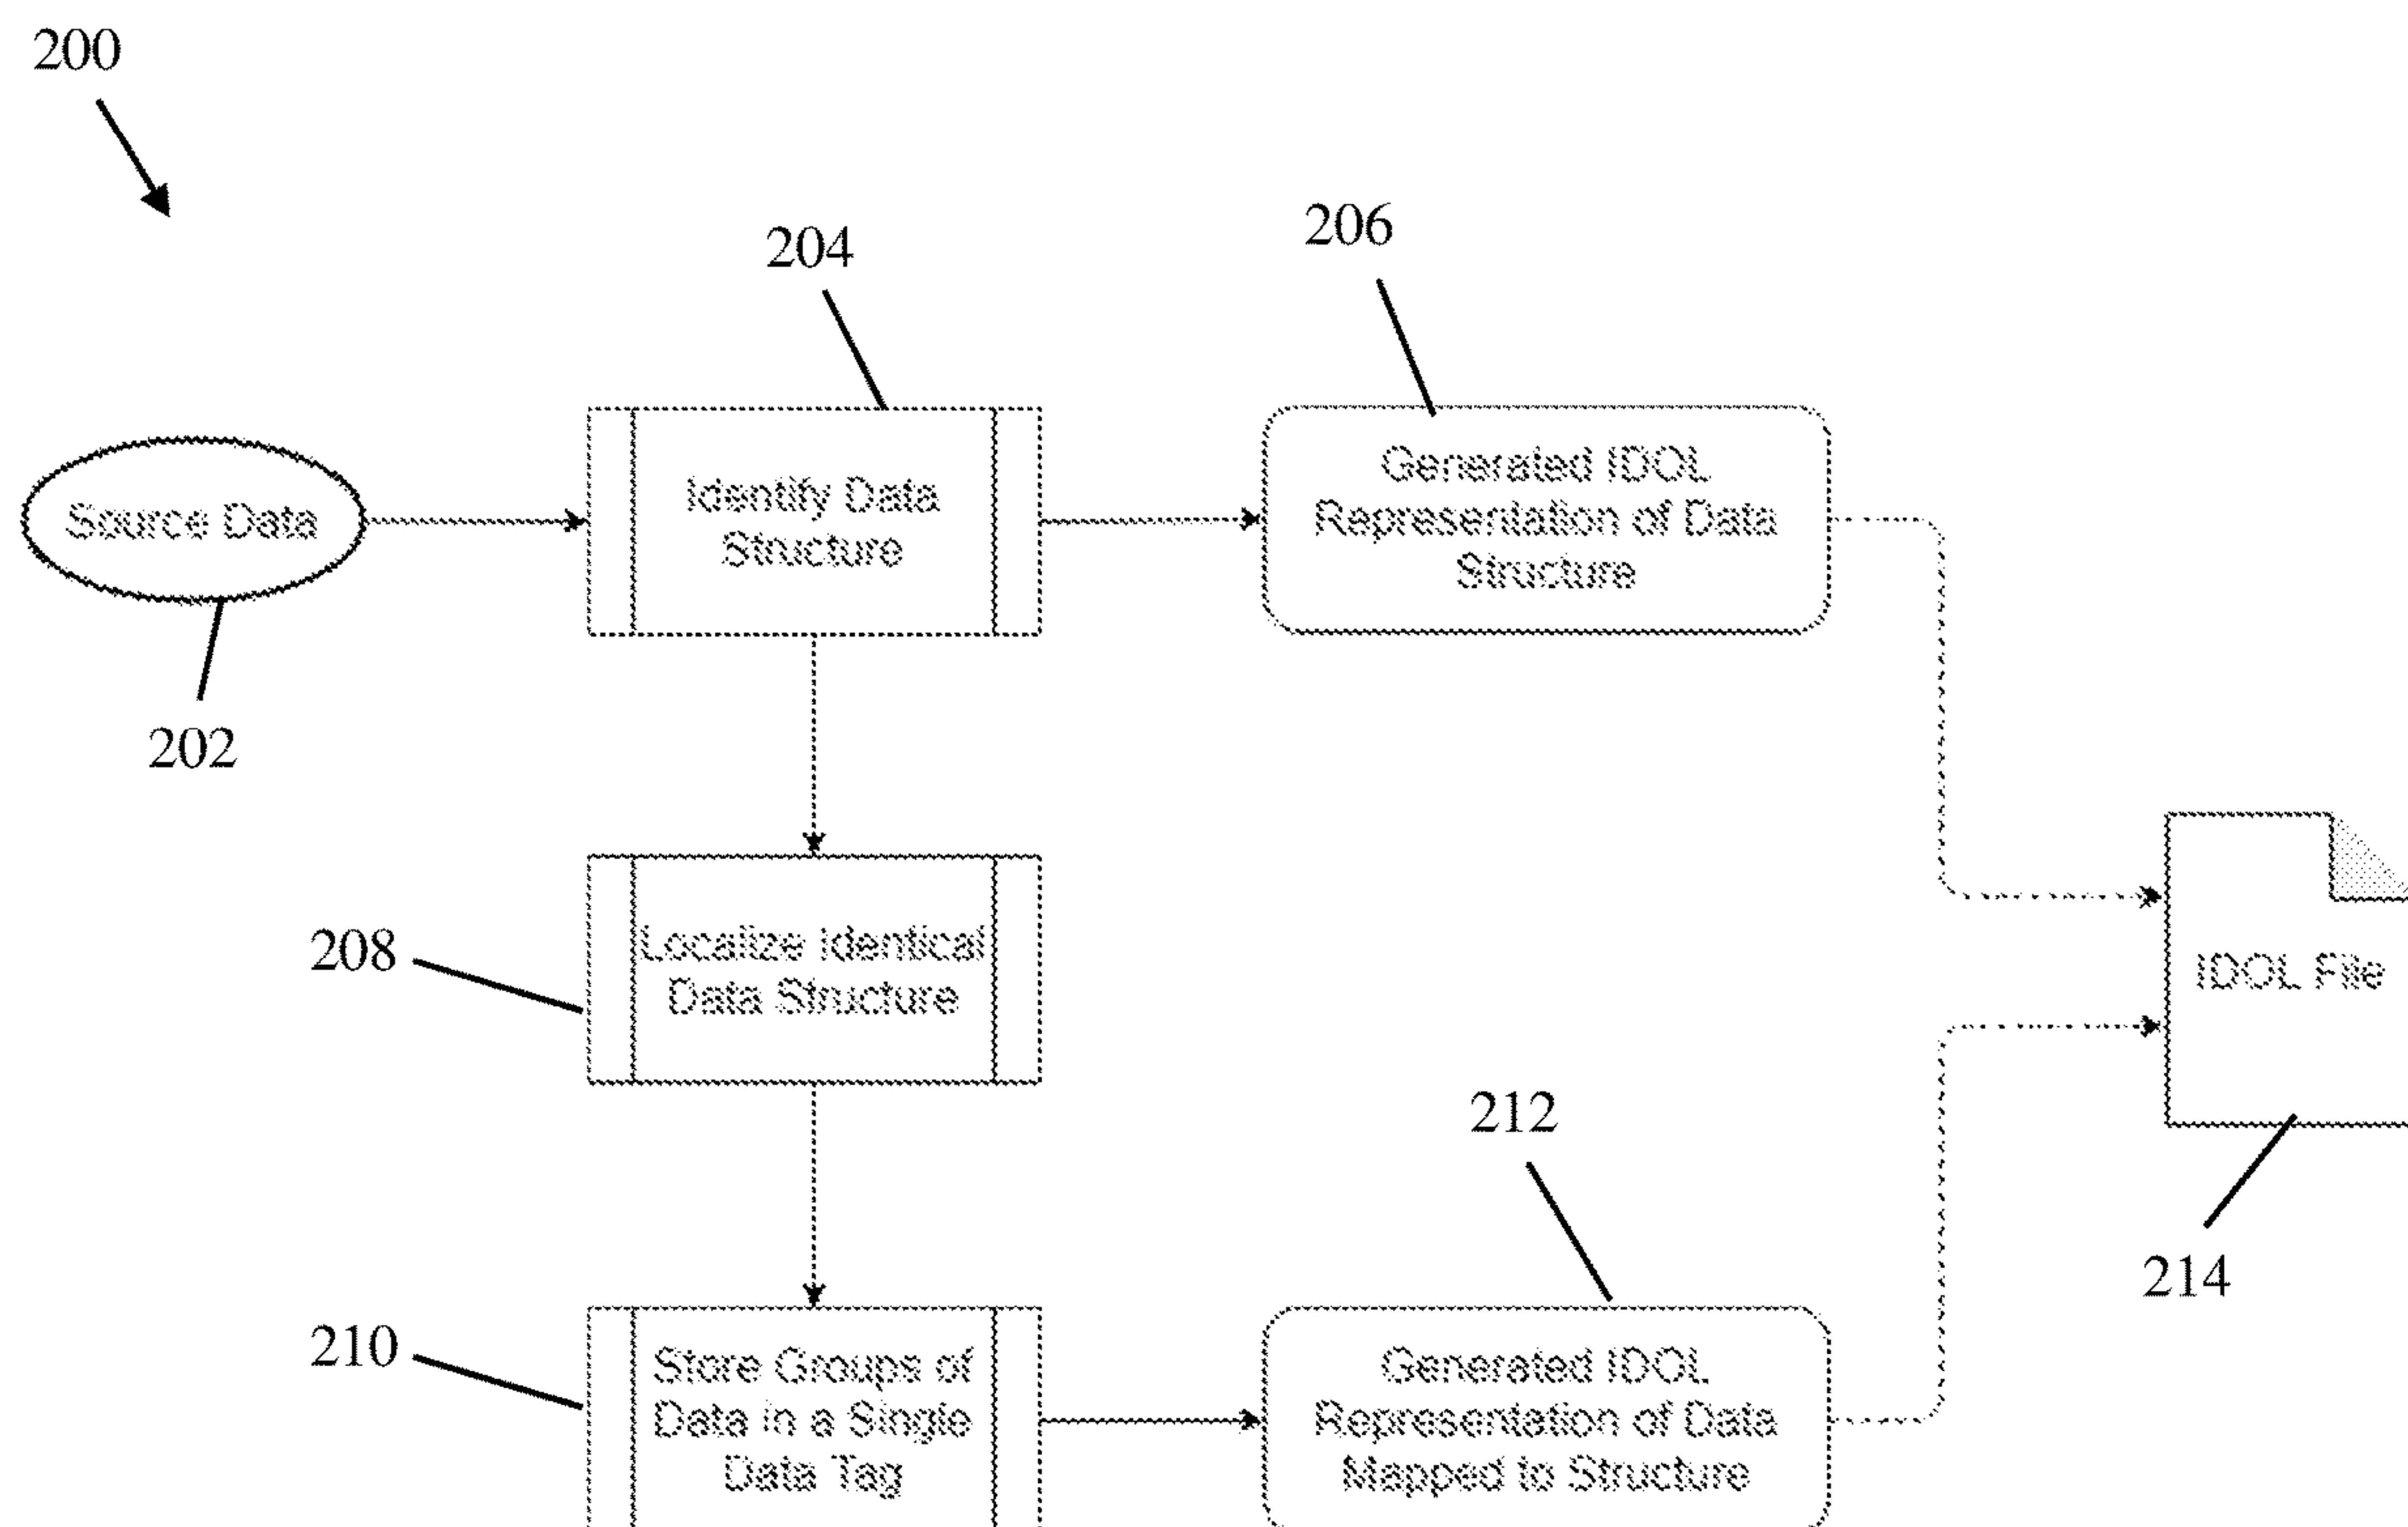 200
204
206
Source Data
202
Identify Data
Structure
Generated IDOL
Representation of Data
Structure
208
Localize Identical
Data Structure
IDOL File
214
210
Store Groups of
Data in a Single
Data Tag
212
Generated IDOL
Representation of Data
Mapped to Structure